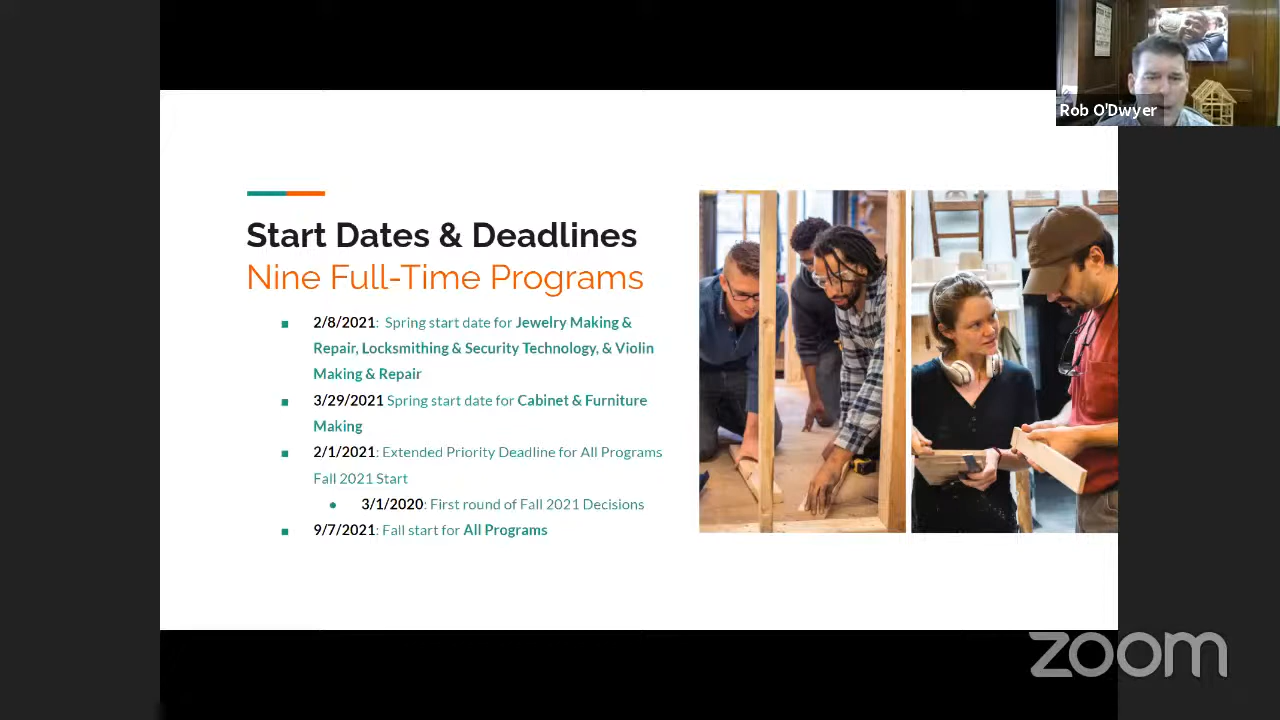 Rob O'Dwyer
Start Dates & Deadlines
Nine Full-Time Programs
■ 2/8/2021: Spring start date for Jewelry Making &
Repair, Locksmithing & Security Technology, & Violin
Making & Repair
■ 3/29/2021 Spring start date for Cabinet & Furniture
Making
■ 2/1/2021: Extended Priority Deadline for All Programs
Fall 2021 Start
● 3/1/2020: First round of Fall 2021 Decisions
■ 9/7/2021: Fall start for All Programs
zoom